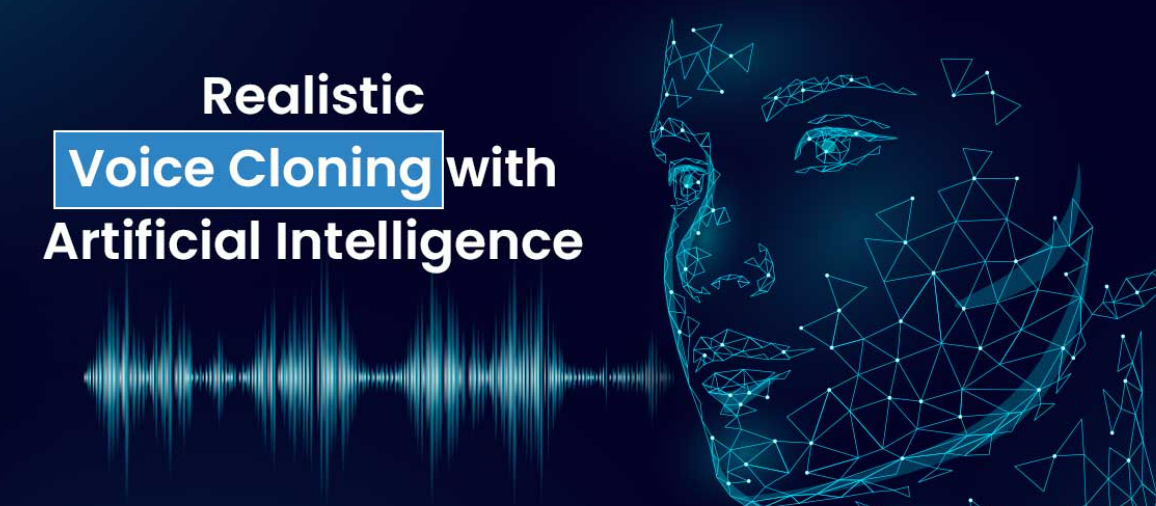 Realistic
Voice Cloning with
Artificial Intelligence